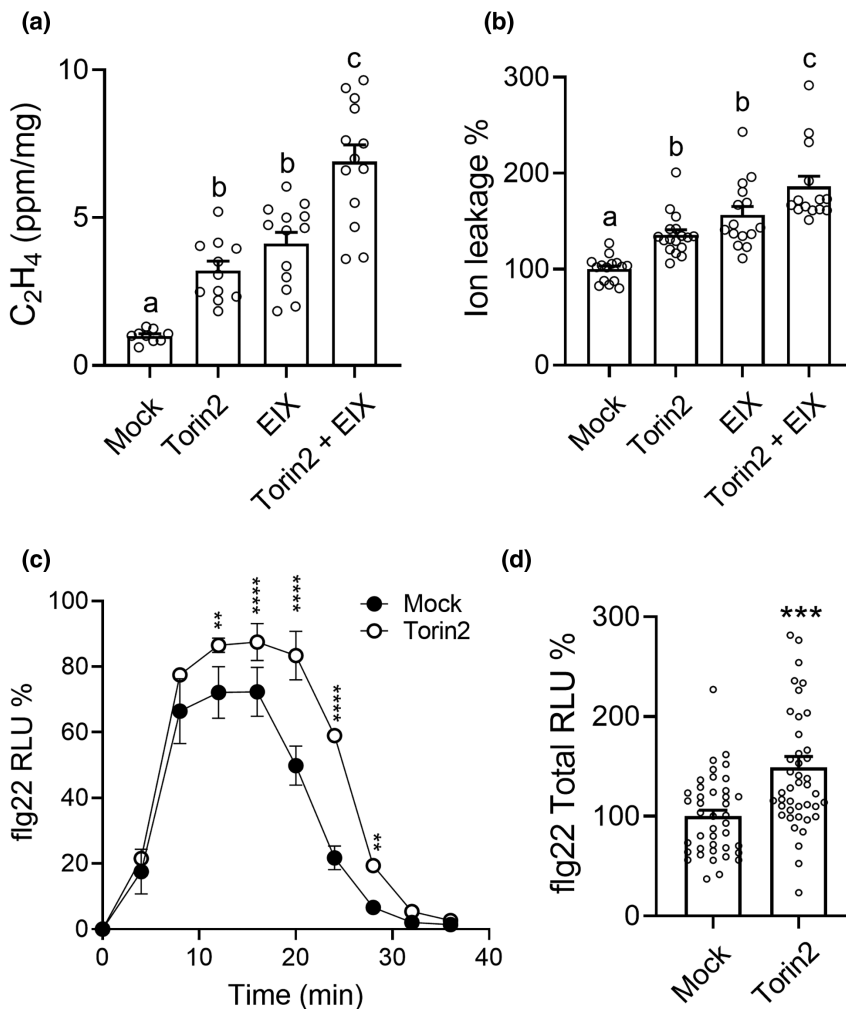 (a)
C₂H₄ (ppm/mg)
10
5
0
a
b
b
c
Mock
Torin2
EIX
Torin2 + EIX
(b)
Ion leakage %
300
200
100
0
a
b
b
c
Mock
Torin2
EIX
Torin2 + EIX
(c)
flg22 RLU %
100
80
60
40
20
0
**
****
****
****
**
Mock
Torin2
0
10
20
30
40
Time (min)
(d)
flg22 Total RLU %
300
200
100
0
***
Mock
Torin2